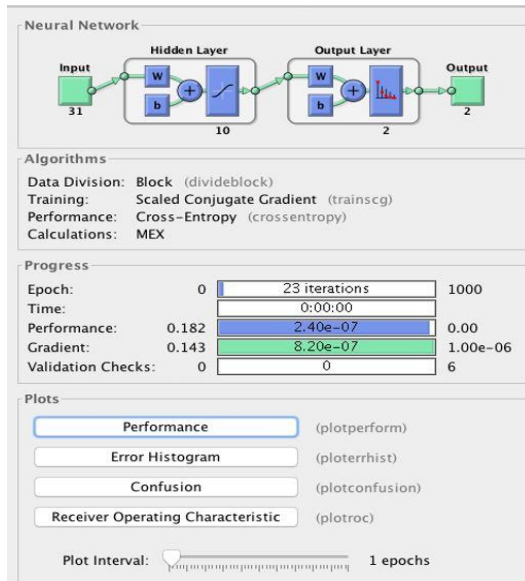 Neural Network
Hidden Layer Output Layer
Input Output
W W
b b
31 10 2 2
Algorithms
Data Division: Block (divideblock)
Training: Scaled Conjugate Gradient (trainscg)
Performance: Cross-Entropy (crossentropy)
Calculations: MEX
Progress
Epoch: 0 23 iterations 1000
Time: 0:00:00
Performance: 0.182 2.40e-07 0.00
Gradient: 0.143 8.20e-07 1.00e-06
Validation Checks: 0 0 6
Plots
Performance (plotperform)
Error Histogram (ploterrhist)
Confusion (plotconfusion)
Receiver Operating Characteristic (plotroc)
Plot Interval: 1 epochs